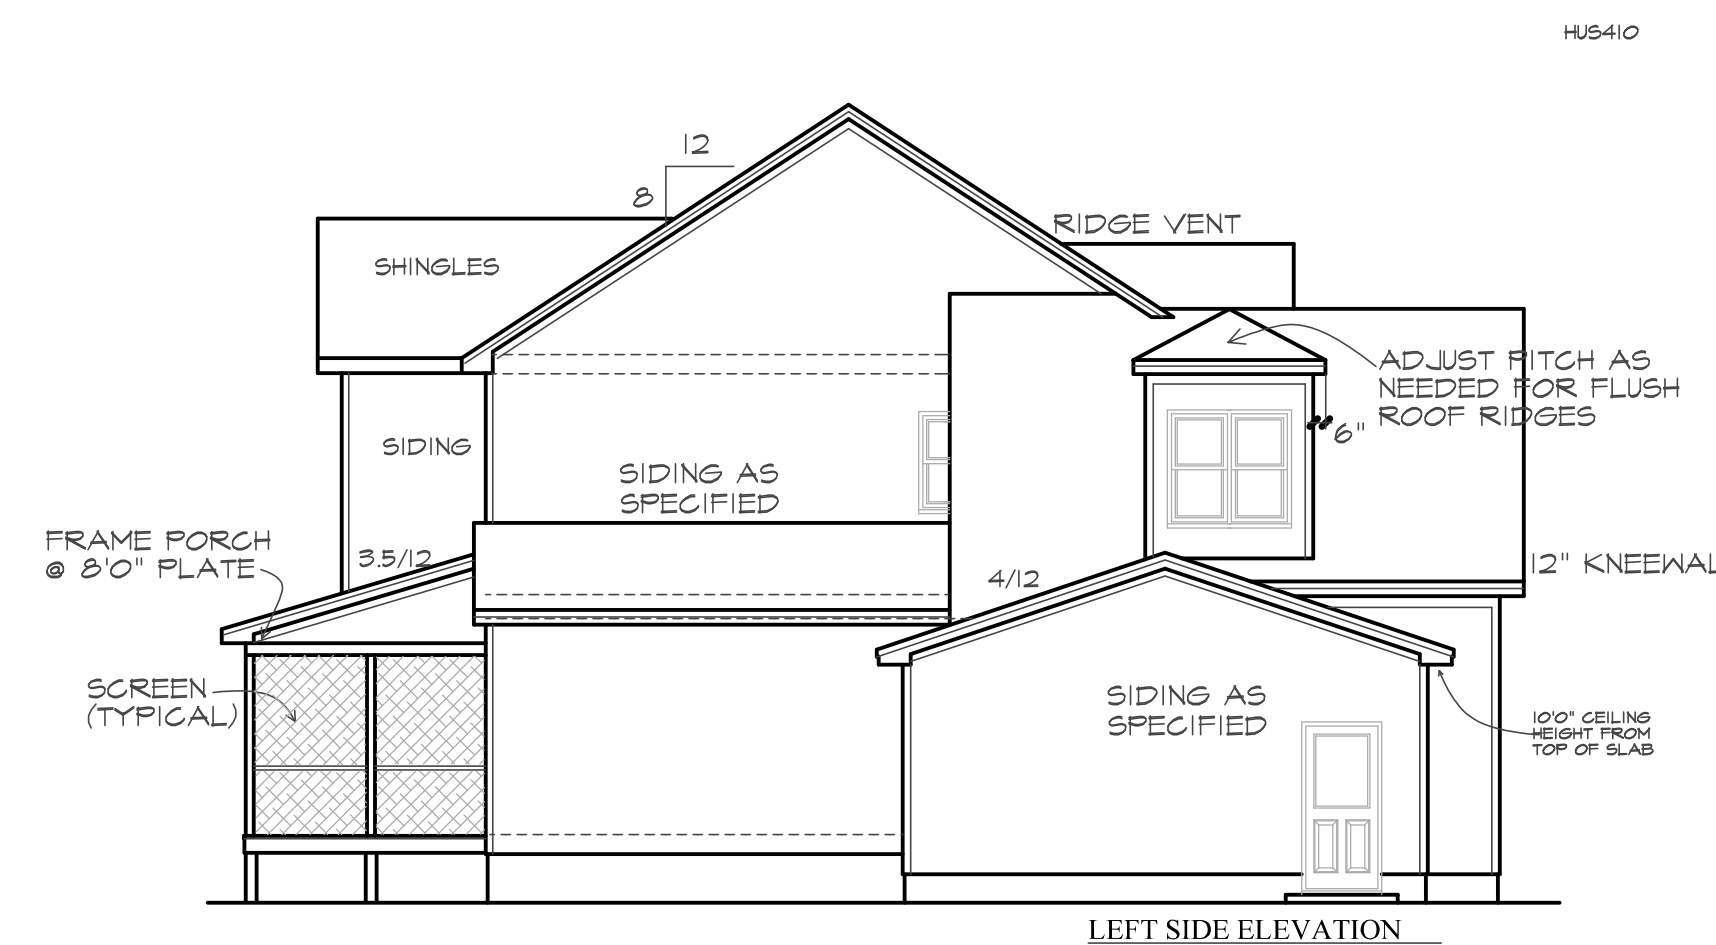 HUS410
12
8
RIDGE VENT
SHINGLES
ADJUST PITCH AS
NEEDED FOR FLUSH
ROOF RIDGES
6"
SIDING
SIDING AS
SPECIFIED
FRAME PORCH
@ 8'0" PLATE
3.5/12
4/12
12" KNEEWAL
SCREEN
(TYPICAL)
SIDING AS
SPECIFIED
10'0" CEILING
HEIGHT FROM
TOP OF SLAB
LEFT SIDE ELEVATION